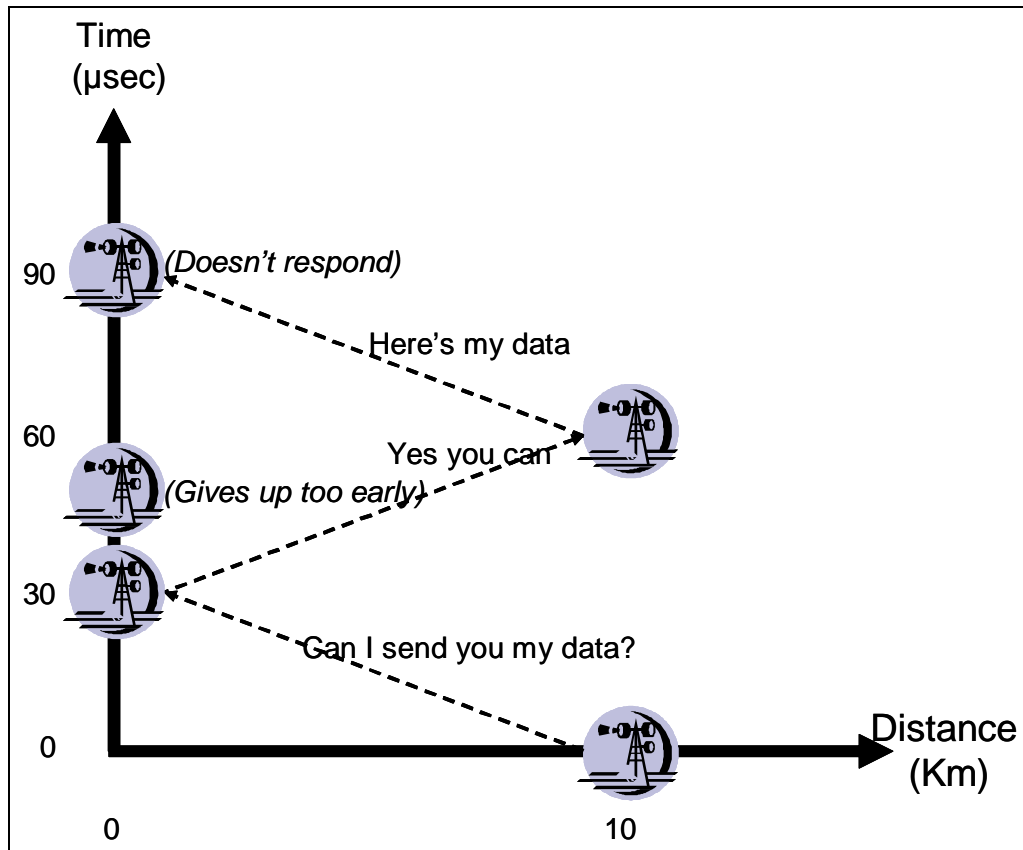 Time
(µsec)
90
(Doesn't respond)
Here's my data
60
Yes you can
(Gives up too early)
30
Can I send you my data?
0
Distance
(Km)
0
10